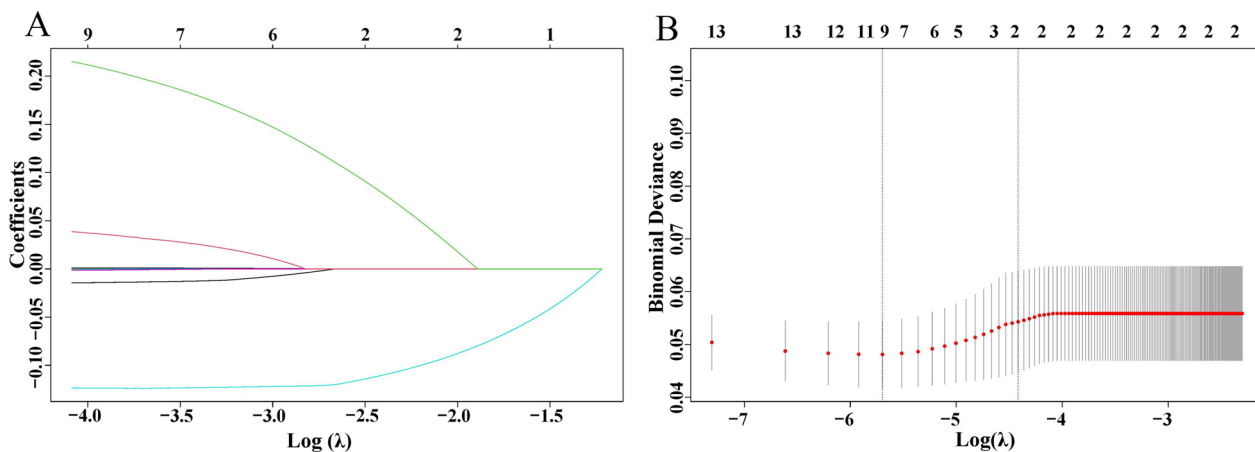 A
9 7 6 2 2 1
Coefficients
0.20
0.15
0.10
0.05
0.00
−0.05
−0.10
−4.0 −3.5 −3.0 −2.5 −2.0 −1.5
Log (λ)
B
13 13 12 11 9 7 6 5 3 2 2 2 2 2 2 2 2 2
Binomial Deviance
0.10
0.09
0.08
0.07
0.06
0.05
0.04
−7 −6 −5 −4 −3
Log(λ)